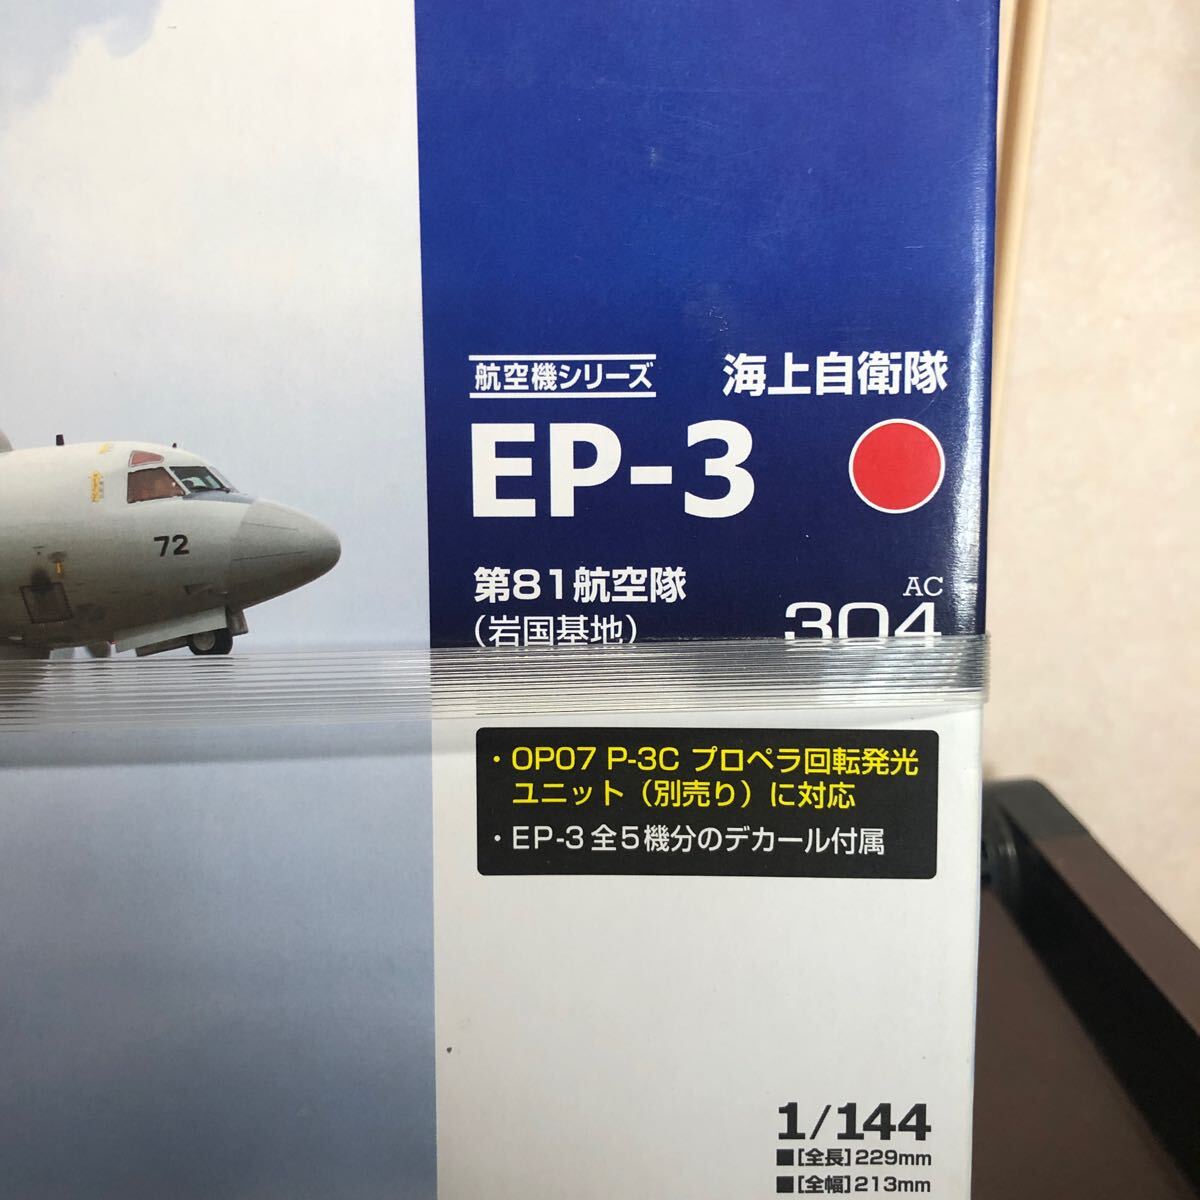 航空機シリーズ 海上自衛隊
EP-3
72
第81航空隊
(岩国基地)
AC
304
・OP07 P-3C プロペラ回転発光
ユニット（別売り）に対応
・EP-3 全5機分のデカール付属
1/144
■[全長]229mm
■[全幅]213mm